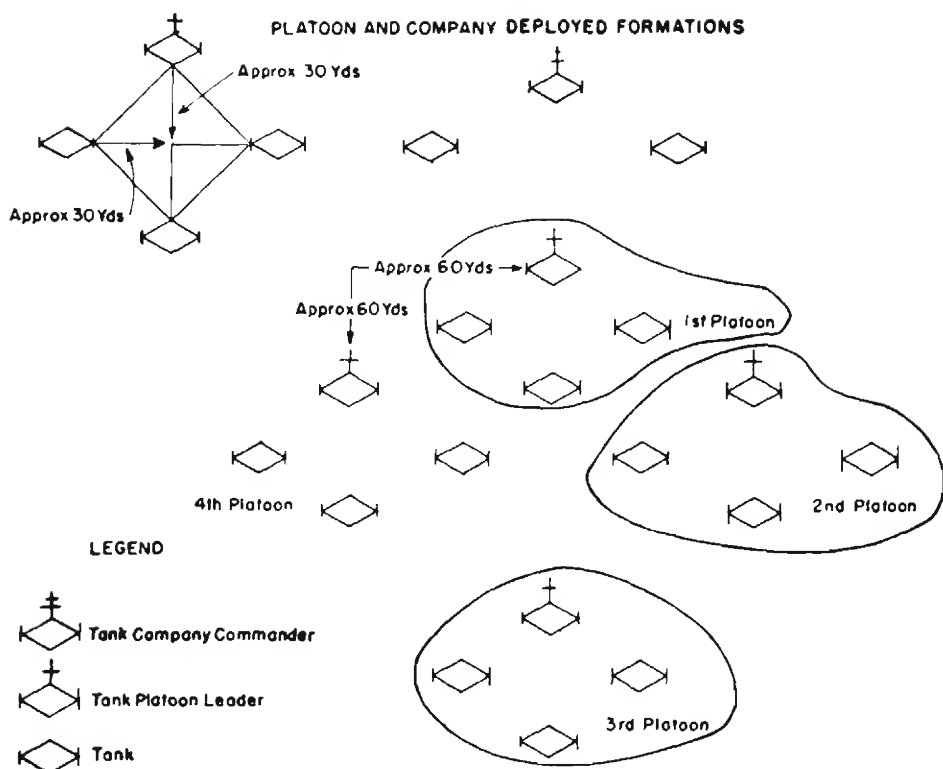 PLATOON AND COMPANY DEPLOYED FORMATIONS
Approx 30 Yds
Approx 30 Yds
Approx 60 Yds
Approx 60 Yds
1st Platoon
4th Platoon
2nd Platoon
LEGEND
Tank Company Commander
Tank Platoon Leader
3rd Platoon
Tank